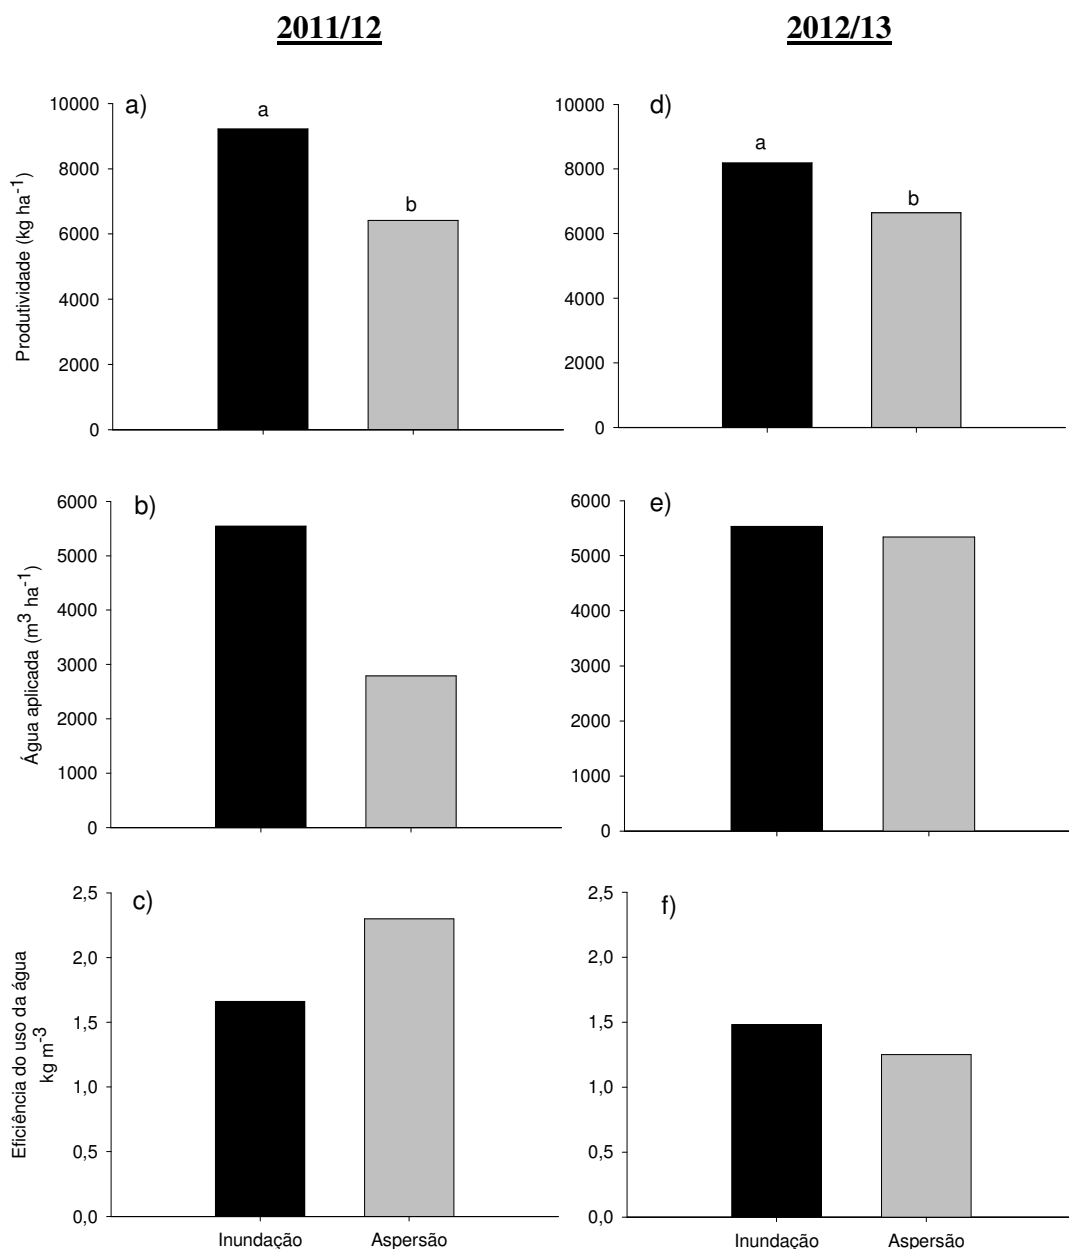 2011/12
2012/13
a)
Produtividade (kg ha-1)
10000
8000
6000
4000
2000
0
a
b
d)
10000
8000
6000
4000
2000
0
a
b
b)
Água aplicada (m3 ha-1)
6000
5000
4000
3000
2000
1000
0
e)
6000
5000
4000
3000
2000
1000
0
c)
Eficiência do uso da água
kg m-3
2,5
2,0
1,5
1,0
0,5
0,0
Inundação
Aspersão
f)
2,5
2,0
1,5
1,0
0,5
0,0
Inundação
Aspersão